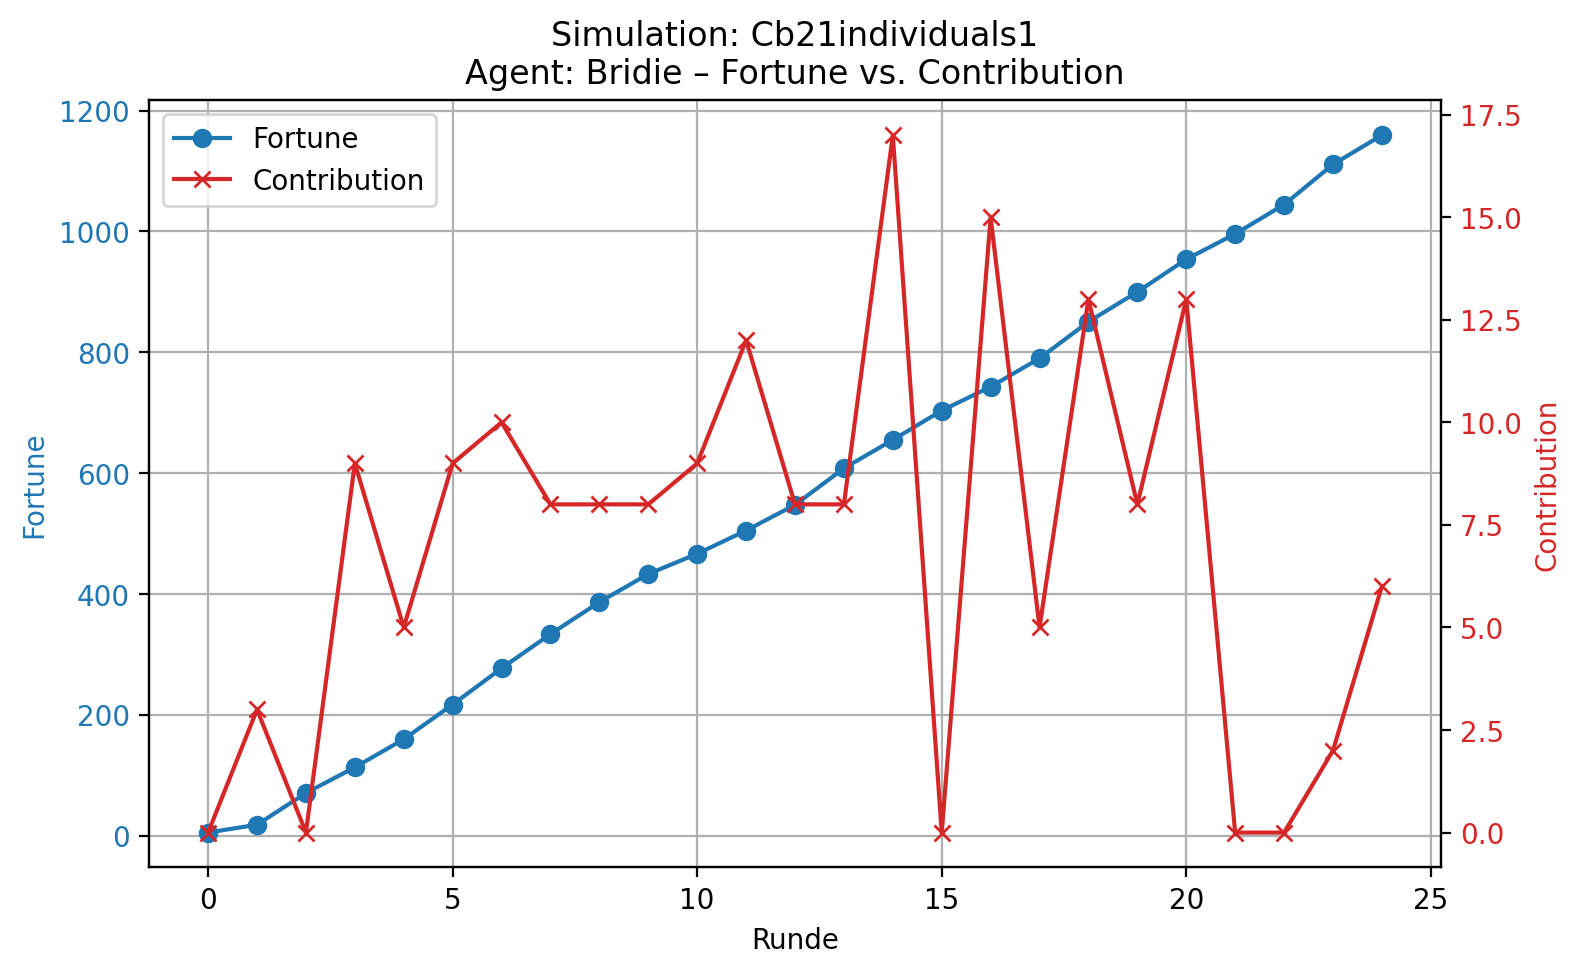 Simulation: Cb21individuals1
Agent: Bridie – Fortune vs. Contribution
Fortune
Contribution
1200
1000
800
600
400
200
0
Fortune
17.5
15.0
12.5
10.0
7.5
5.0
2.5
0.0
Contribution
0 5 10 15 20 25
Runde